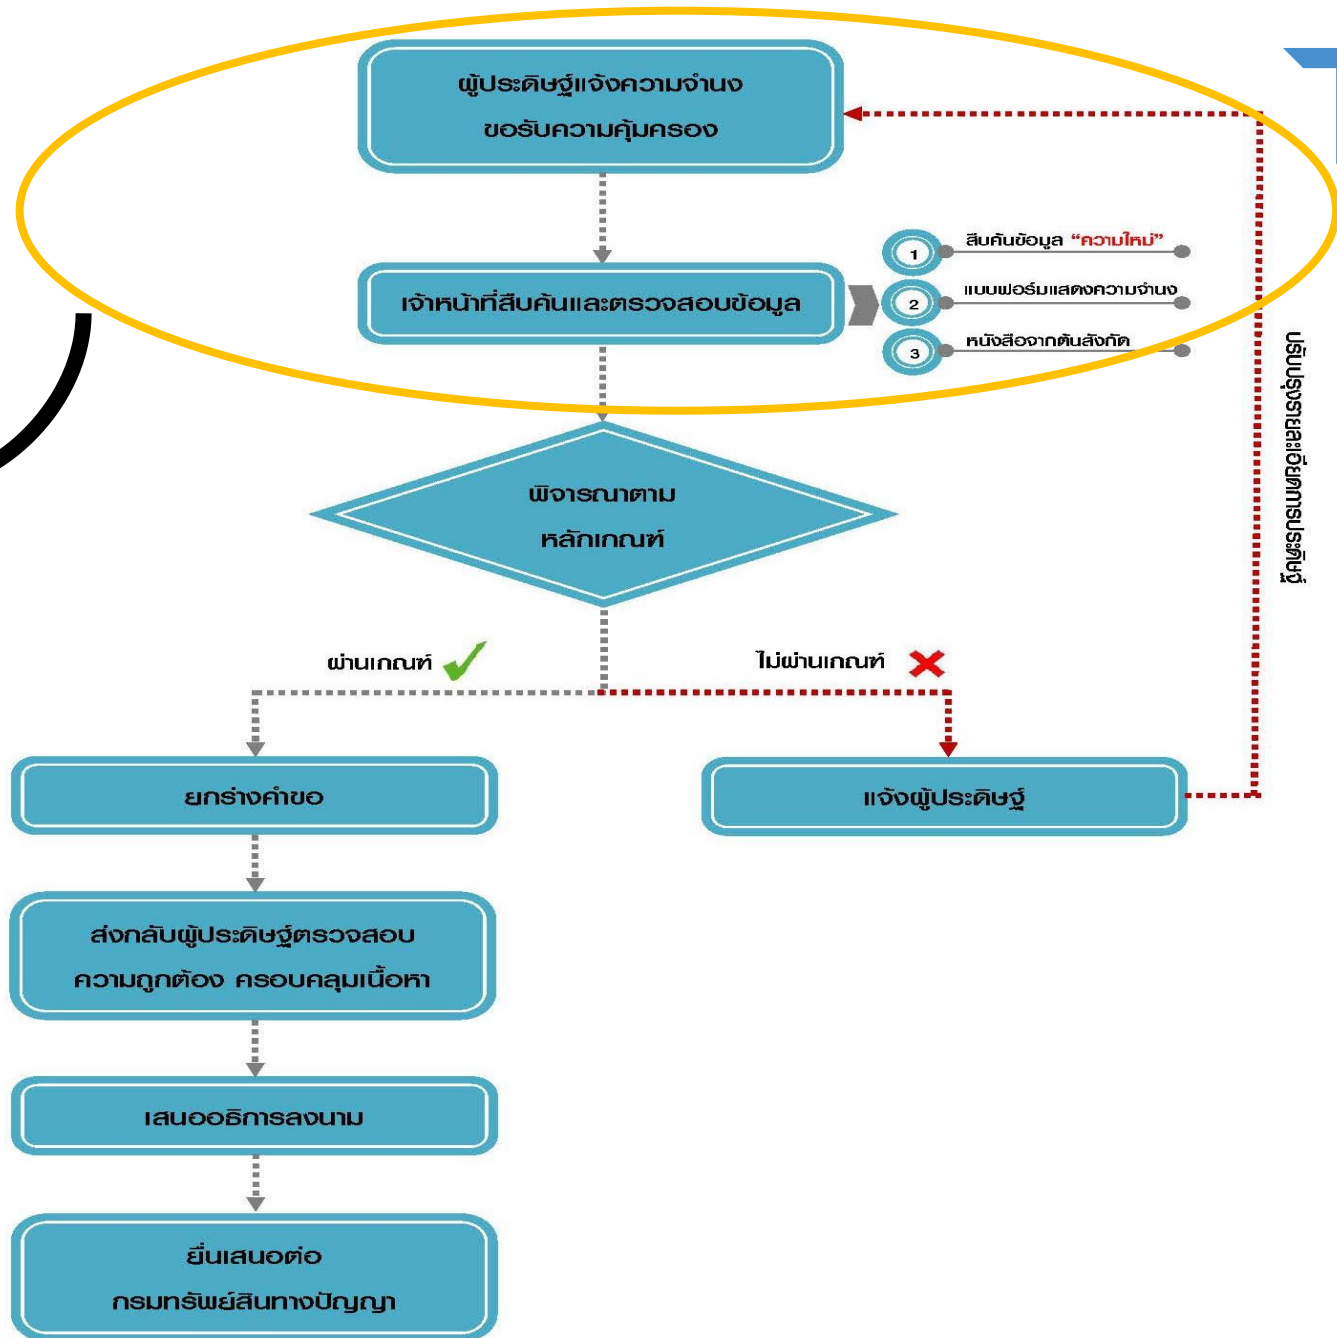 ผู้ประดิษฐ์แจ้งความจำนง
ขอรับความคุ้มครอง
เจ้าหน้าที่สืบค้นและตรวจสอบข้อมูล
1
สืบค้นข้อมูล “ความใหม่”
2
แบบฟอร์มแสดงความจำนง
3
หนังสือจากต้นสังกัด
ปรับปรุงรายละเอียดการประดิษฐ์
พิจารณาตาม
หลักเกณฑ์
ผ่านเกณฑ์
ไม่ผ่านเกณฑ์
ยกร่างคำขอ
แจ้งผู้ประดิษฐ์
ส่งกลับผู้ประดิษฐ์ตรวจสอบ
ความถูกต้อง ครอบคลุมเนื้อหา
เสนออธิการลงนาม
ยื่นเสนอต่อ
กรมทรัพย์สินทางปัญญา